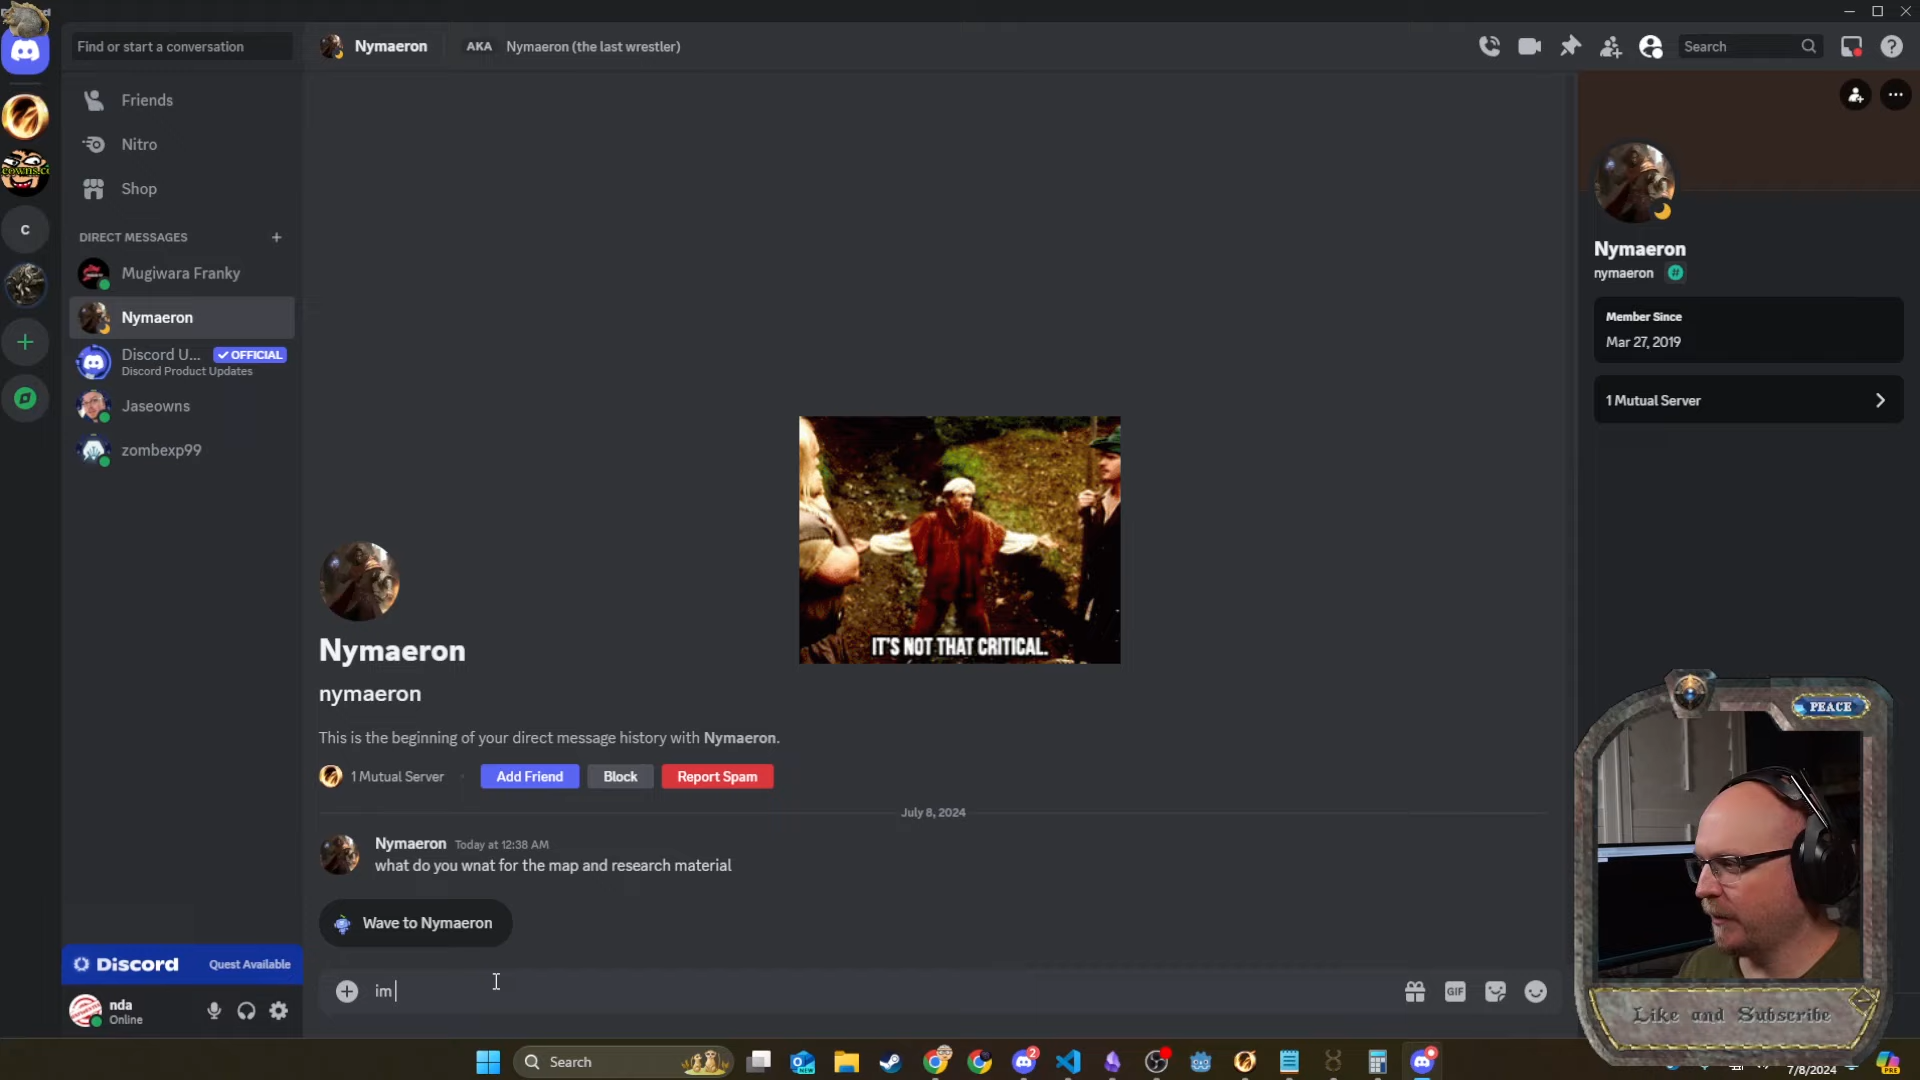 Find or start a conversation
Nymaeron
AKA
Nymaeron (the last wrestler)
Search
Friends
Nitro
Shop
DIRECT MESSAGES
Mugiwara Franky
Nymaeron
Discord U... OFFICIAL
Discord Product Updates
Jaseowns
zombexp99
C
IT'S NOT THAT CRITICAL.
Nymaeron
nymaeron
This is the beginning of your direct message history with Nymaeron.
1 Mutual Server
Add Friend
Block
Report Spam
July 8, 2024
Nymaeron Today at 12:38 AM
what do you wnat for the map and research material
Wave to Nymaeron
im
GIF
Discord
Quest Available
nda
Online
Nymaeron
nymaeron #
Member Since
Mar 27, 2019
1 Mutual Server
PEACE
Like and Subscribe
Search
NEW
2
7/8/2024
PRE